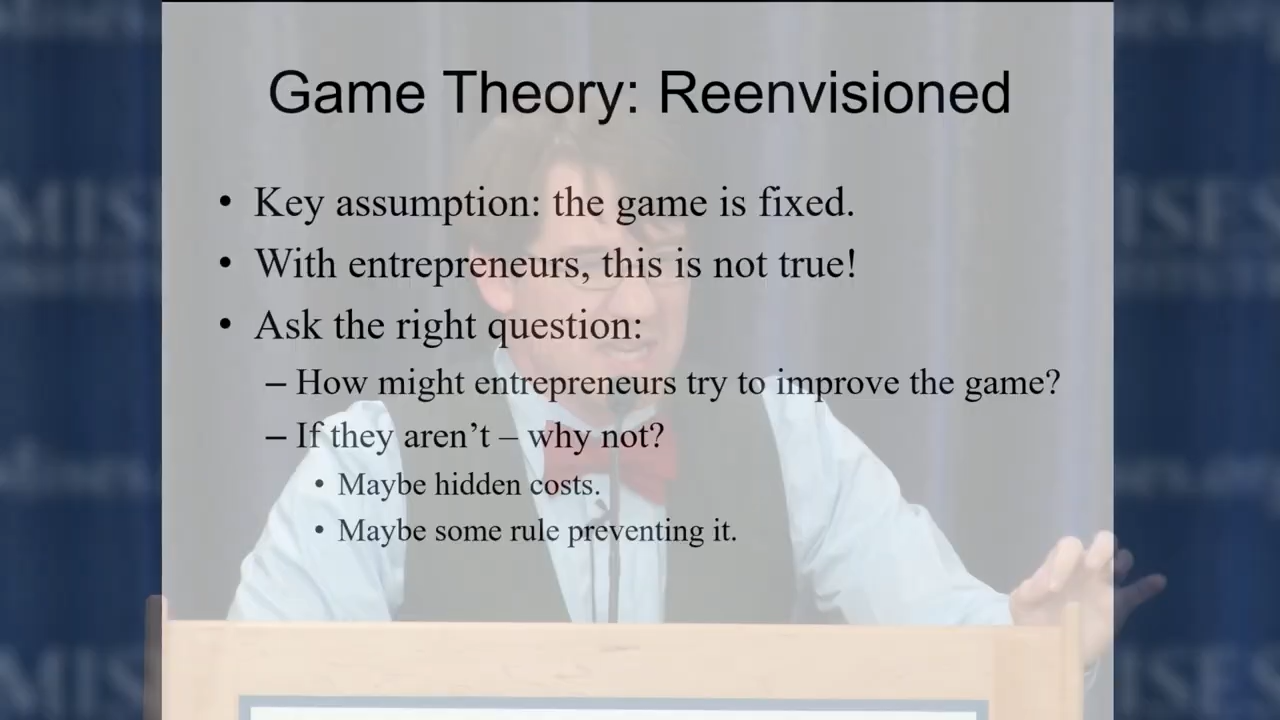 Game Theory: Reenvisioned
• Key assumption: the game is fixed.
• With entrepreneurs, this is not true!
• Ask the right question:
– How might entrepreneurs try to improve the game?
– If they aren't – why not?
• Maybe hidden costs.
• Maybe some rule preventing it.